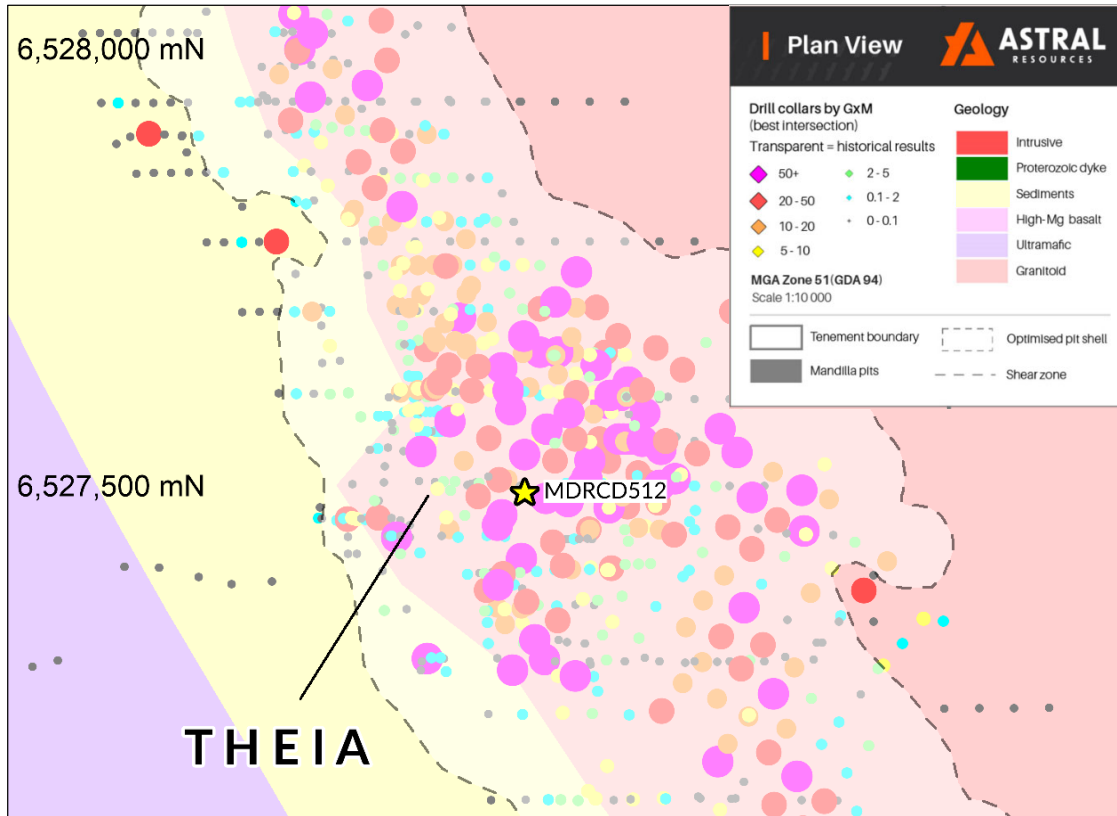 6,528,000 mN
Plan View
ASTRAL
RESOURCES
Drill collars by GxM
(best intersection)
Transparent = historical results
50+
20 - 50
10 - 20
5 - 10
2 - 5
0.1 - 2
0 - 0.1
MGA Zone 51(GDA 94)
Scale 1:10 000
Geology
Intrusive
Proterozoic dyke
Sediments
High-Mg basalt
Ultramafic
Granitoid
Tenement boundary
Mandilla pits
Optimised pit shell
Shear zone
6,527,500 mN
MDRCD512
THEIA